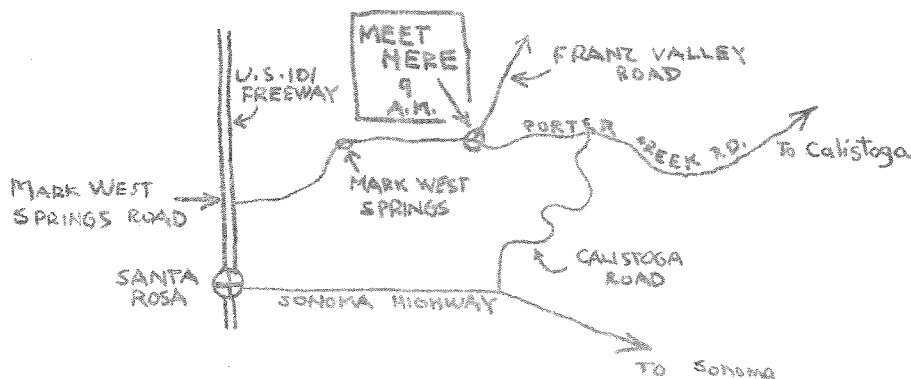 MEET
HERE
9
A.M.
FRANZ VALLEY
ROAD
U.S. 101
FREEWAY
PORTER
CREEK RD.
To Calistoga
MARK WEST
SPRINGS
MARK WEST
SPRINGS ROAD
CALISTOGA
ROAD
SANTA
ROSA
SONOMA HIGHWAY
TO Sonoma